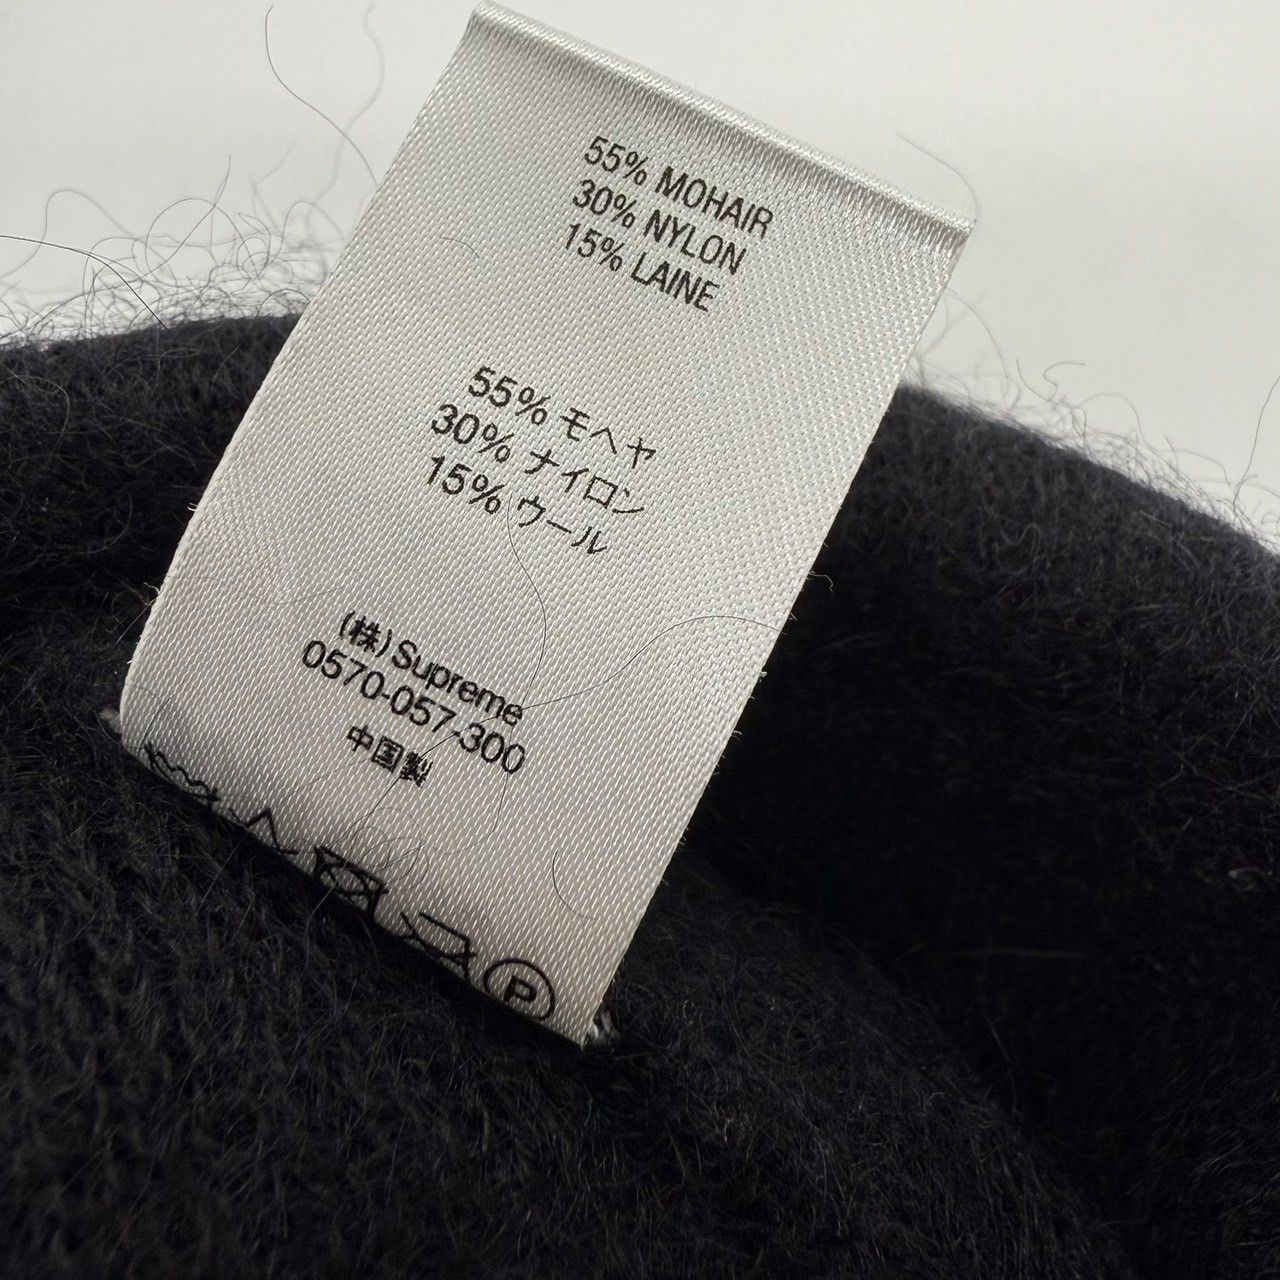 55% MOHAIR
30% NYLON
15% LAINE
55% モヘヤ
30% ナイロン
15% ウール
(株) Supreme
0570-057-300
中国製
P